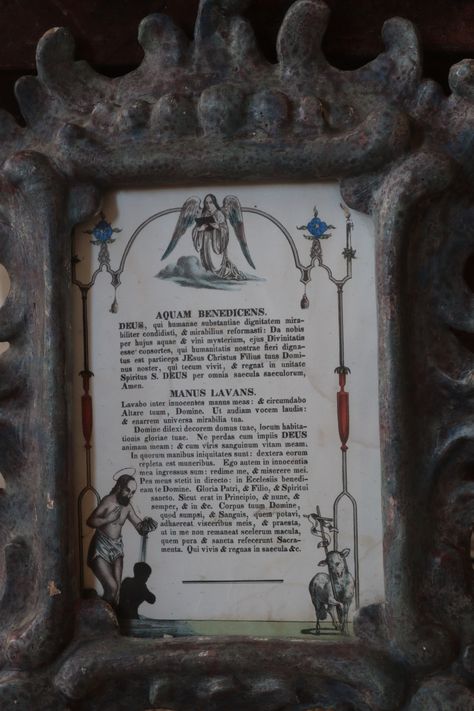 AQUAM BENEDICENS.
DEUS, qui humanae substantiae dignitatem mira-
biliter condidisti, & mirabilius reformasti: Da nobis
per hujus aquae & vini mysterium, ejus Divinitatis
esse consortes, qui humanitatis nostrae fieri digna-
tus est particeps JEsus Christus Filius tuus Domi-
nus noster, qui tecum vivit, & regnat in unitate
Spiritus S. DEUS per omnia saecula saeculorum,
Amen.
MANUS LAVANS.
Lavabo inter innocentes manus meas: & circumdabo
Altare tuum, Domine. Ut audiam vocem laudis:
& enarrem universa mirabilia tua.
Domine dilexi decorem domus tuae, locum habita-
tionis gloriae tuae. Ne perdas cum impiis DEUS
animam meam: & cum viris sanguinum vitam meam.
In quorum manibus iniquitates sunt: dextera eorum
repleta est muneribus. Ego autem in innocentia
mea ingressus sum: redime me, & miserere mei.
Pes meus stetit in directo: in Ecclesiis benedi-
cam te Domine. Gloria Patri, & Filio, & Spiritui
sancto. Sicut erat in Principio, & nunc, &
semper, & in &c. Corpus tuum Domine,
quod sumpsi, & Sanguis, quem potavi,
adhaereat visceribus meis, & praesta,
ut in me non remaneat scelerum macula,
quem pura & sancta refecerunt Sacra-
menta. Qui vivis & regnas in saecula &c.